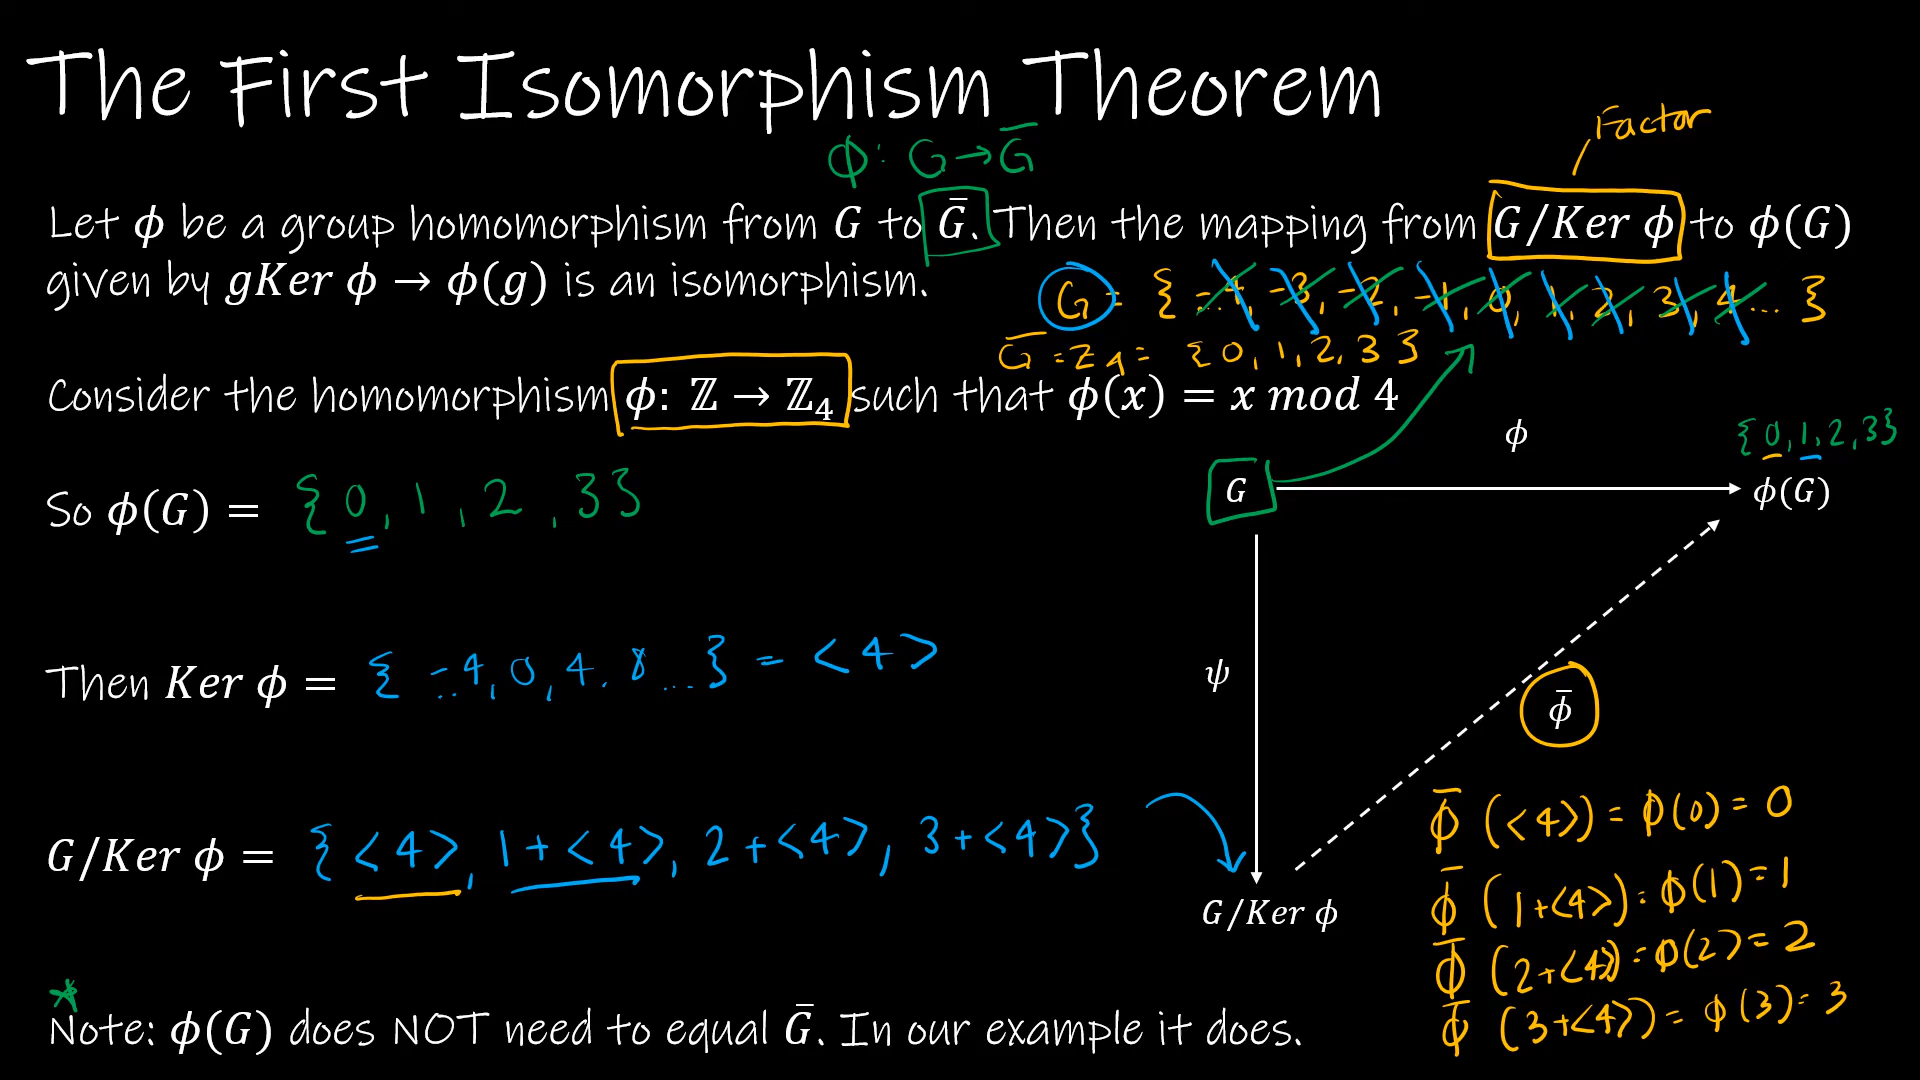 The First Isomorphism Theorem
Factor
ϕ: G→G̅
Let ϕ be a group homomorphism from G to G̅. Then the mapping from G/Ker ϕ to ϕ(G)
given by gKer ϕ → ϕ(g) is an isomorphism.
G = { ...-4, -3, -2, -1, 0, 1, 2, 3, 4... }
G̅ = Z4 = {0, 1, 2, 3}
Consider the homomorphism ϕ: ℤ → ℤ₄ such that ϕ(x) = x mod 4
ϕ
{0, 1, 2, 3}
So ϕ(G) = {0, 1, 2, 3}
G
ϕ(G)
Then Ker ϕ = { ...-4, 0, 4. 8 ...} = <4>
ψ
ϕ̅
G/Ker ϕ = {<4>, 1+<4>, 2+<4>, 3+<4>}
G/Ker ϕ
ϕ̅ (<4>) = ϕ(0) = 0
ϕ̅ (1+<4>) = ϕ(1) = 1
ϕ̅ (2+<4>) = ϕ(2) = 2
ϕ̅ (3+<4>) = ϕ(3) = 3
*
Note: ϕ(G) does NOT need to equal G̅. In our example it does.